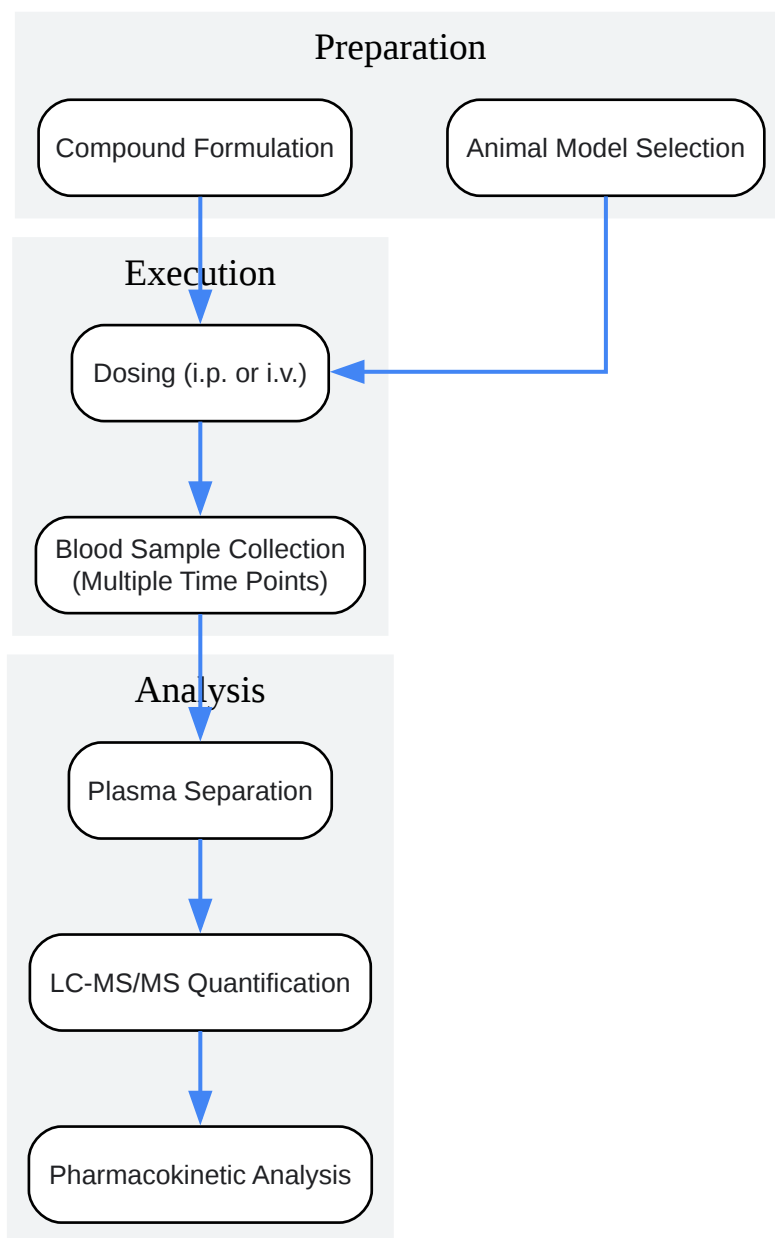 Preparation
Compound Formulation
Animal Model Selection
Execution
Dosing (i.p. or i.v.)
Blood Sample Collection
(Multiple Time Points)
Analysis
Plasma Separation
LC-MS/MS Quantification
Pharmacokinetic Analysis